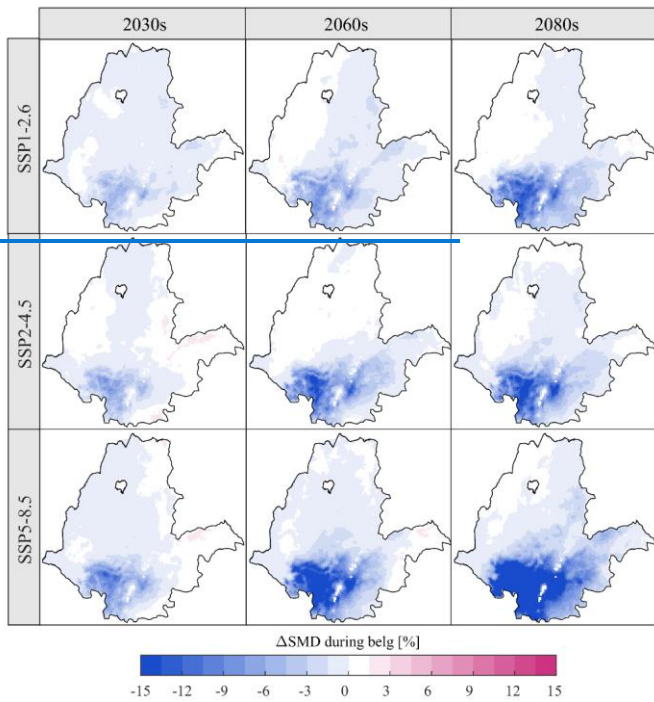 2030s 2060s 2080s
SSP1-2.6
SSP2-4.5
SSP5-8.5
ΔSMD during belg [%]
-15 -12 -9 -6 -3 0 3 6 9 12 15